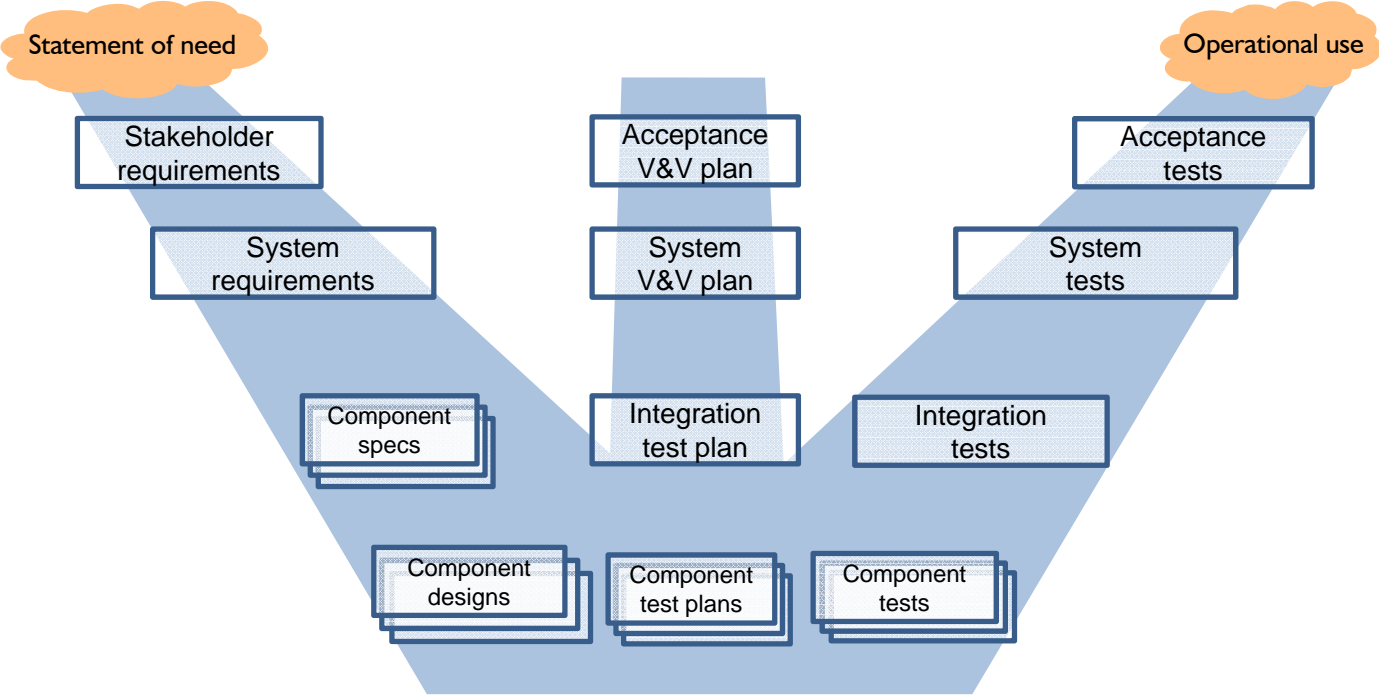 Statement of need
Operational use
Stakeholder
requirements
Acceptance
V&V plan
Acceptance
tests
System
requirements
System
V&V plan
System
tests
Component
specs
Integration
test plan
Integration
tests
Component
designs
Component
test plans
Component
tests